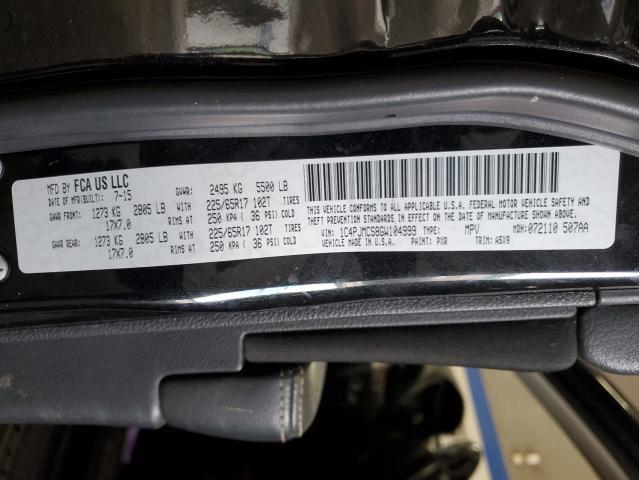 MFD BY FCA US LLC
DATE OF MFR(BUILT): 7-15 GVWR: 2495 KG 5500 LB
GAWR FRONT: 1273 KG 2805 LB WITH 225/65R17 102T TIRES
17X7.0 RIMS AT 250 KPA ( 36 PSI) COLD
GAWR REAR: 1273 KG 2805 LB WITH 225/65R17 102T TIRES
17X7.0 RIMS AT 250 KPA ( 36 PSI) COLD
THIS VEHICLE CONFORMS TO ALL APPLICABLE U.S.A. FEDERAL MOTOR VEHICLE SAFETY AND
THEFT PREVENTION STANDARDS IN EFFECT ON THE DATE OF MANUFACTURE SHOWN ABOVE.
VIN: 1C4PJMCS8GW104999 TYPE: MPV MDH: 072110 507AA
VEHICLE MADE IN U.S.A. PAINT: PXR TRIM: A5X9